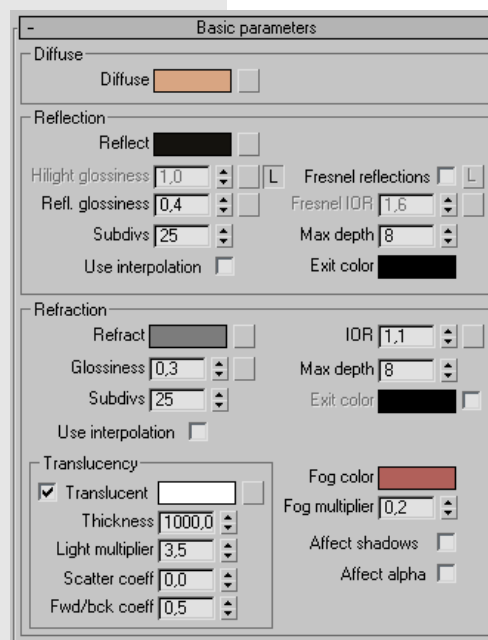 - Basic parameters
Diffuse
Diffuse
Reflection
Reflect
Hilight glossiness 1,0 L Fresnel reflections L
Refl. glossiness 0,4 Fresnel IOR 1,6
Subdivs 25 Max depth 8
Use interpolation Exit color
Refraction
Refract IOR 1,1
Glossiness 0,3 Max depth 8
Subdivs 25 Exit color
Use interpolation
Translucency
Translucent
Thickness 1000,0
Light multiplier 3,5
Scatter coeff 0,0
Fwd/bck coeff 0,5
Fog color
Fog multiplier 0,2
Affect shadows
Affect alpha